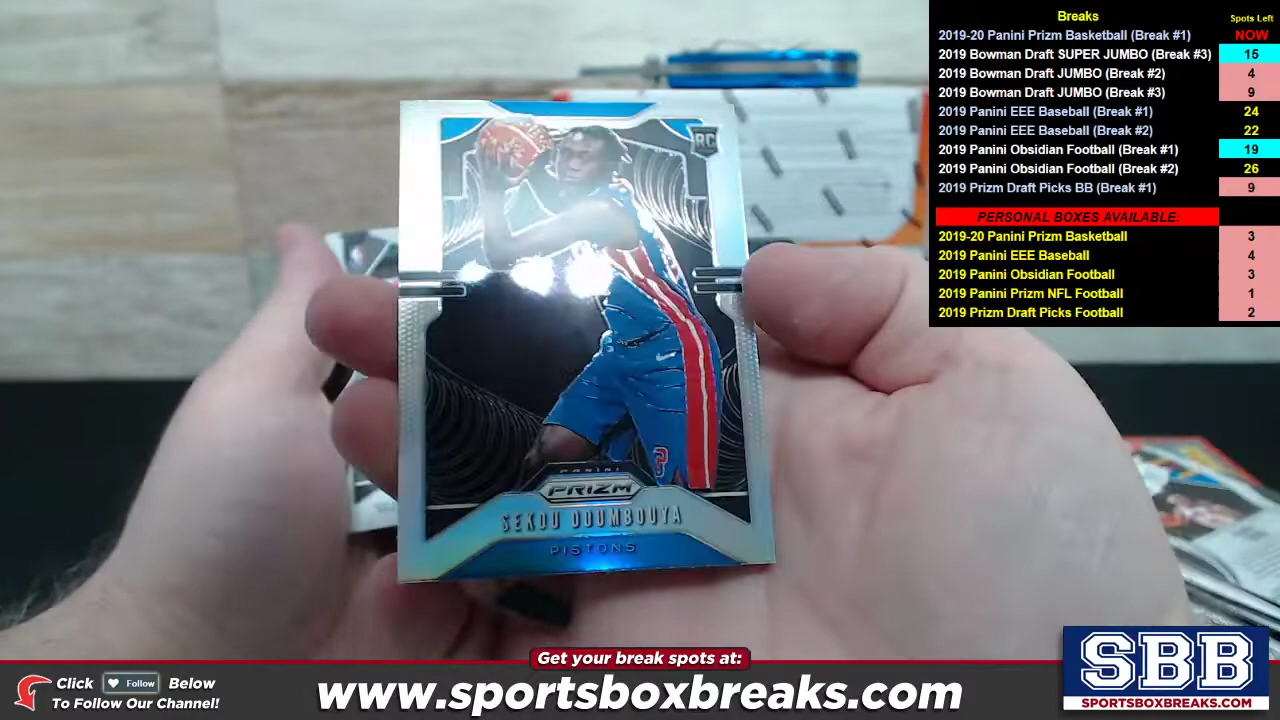 Breaks Spots Left
2019-20 Panini Prizm Basketball (Break #1) NOW
2019 Bowman Draft SUPER JUMBO (Break #3) 15
2019 Bowman Draft JUMBO (Break #2) 4
2019 Bowman Draft JUMBO (Break #3) 9
2019 Panini EEE Baseball (Break #1) 24
2019 Panini EEE Baseball (Break #2) 22
2019 Panini Obsidian Football (Break #1) 19
2019 Panini Obsidian Football (Break #2) 26
2019 Prizm Draft Picks BB (Break #1) 9
PERSONAL BOXES AVAILABLE:
2019-20 Panini Prizm Basketball 3
2019 Panini EEE Baseball 4
2019 Panini Obsidian Football 3
2019 Panini Prizm NFL Football 1
2019 Prizm Draft Picks Football 2
RC
PANINI
PRIZM
SEKOU DOUMBOUYA
PISTONS
Get your break spots at:
Click Follow Below
To Follow Our Channel!
www.sportsboxbreaks.com
SBB
SPORTSBOXBREAKS.COM